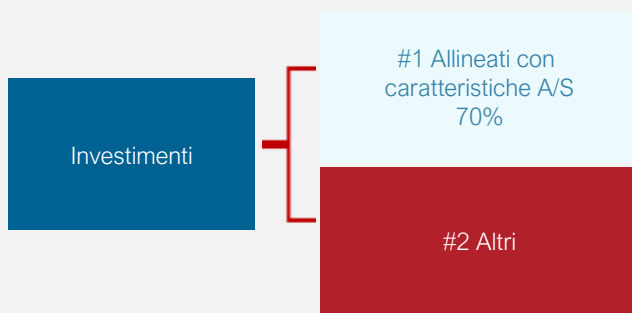 Investimenti
#1 Allineati con
caratteristiche A/S
70%
#2 Altri